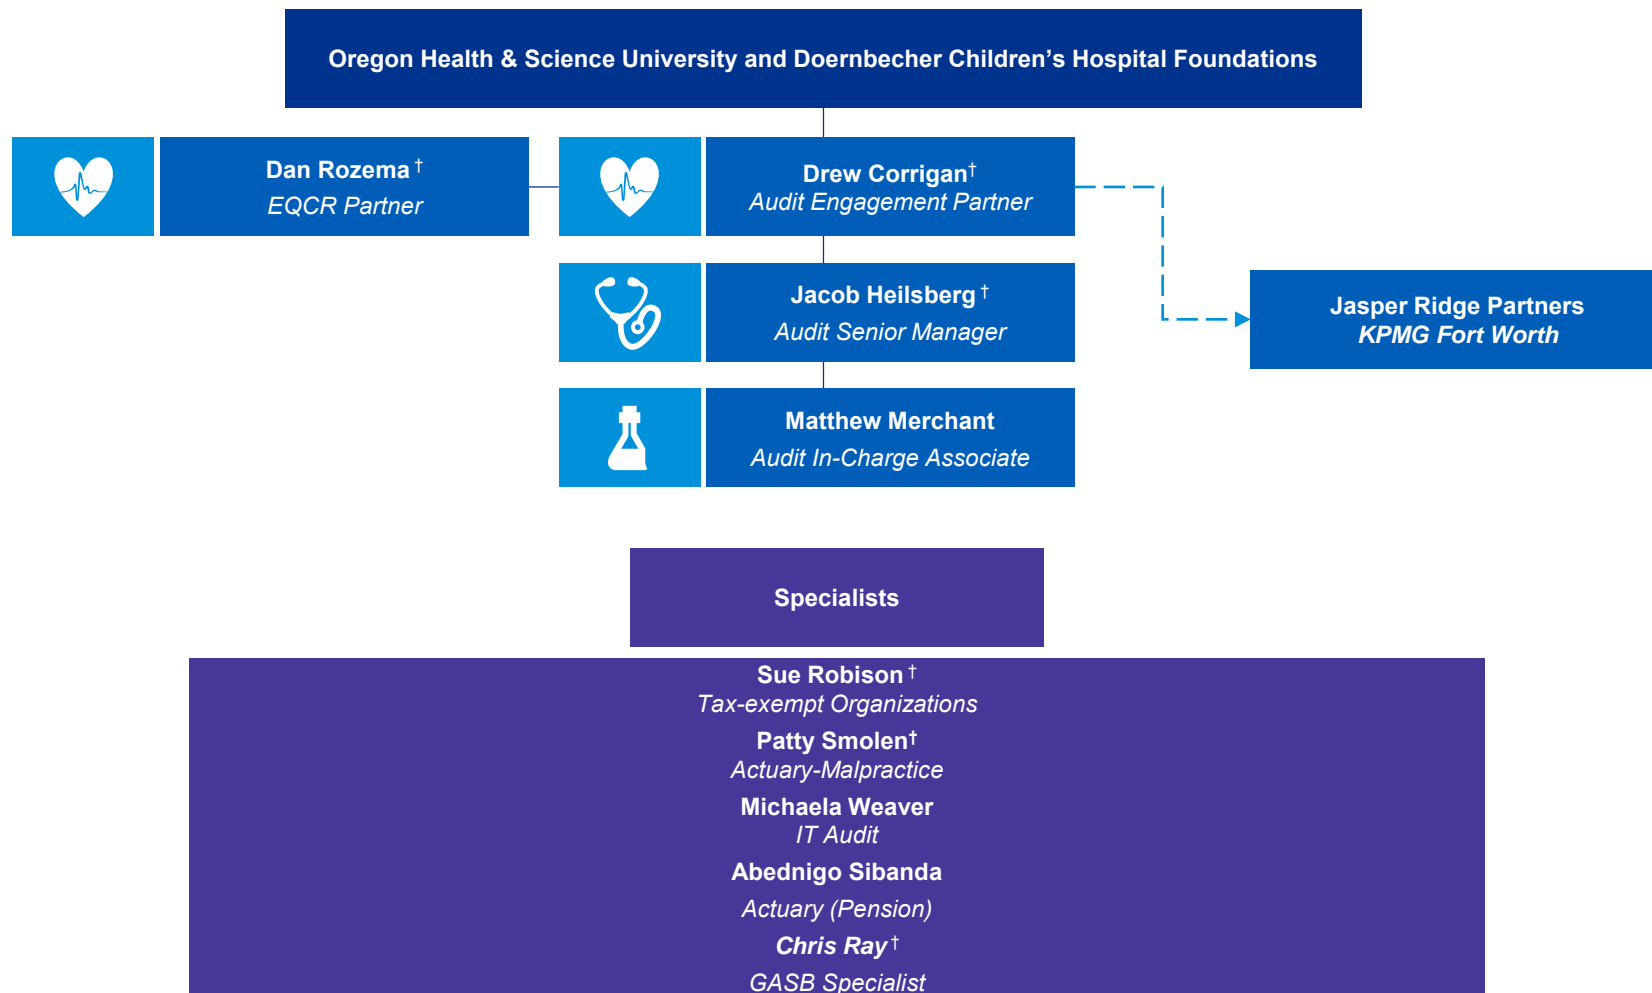 Oregon Health & Science University and Doernbecher Children’s Hospital Foundations
Dan Rozema †
EQCR Partner
Drew Corrigan†
Audit Engagement Partner
Jacob Heilsberg †
Audit Senior Manager
Jasper Ridge Partners
KPMG Fort Worth
Matthew Merchant
Audit In-Charge Associate
Specialists
Sue Robison †
Tax-exempt Organizations
Patty Smolen†
Actuary-Malpractice
Michaela Weaver
IT Audit
Abednigo Sibanda
Actuary (Pension)
Chris Ray †
GASB Specialist